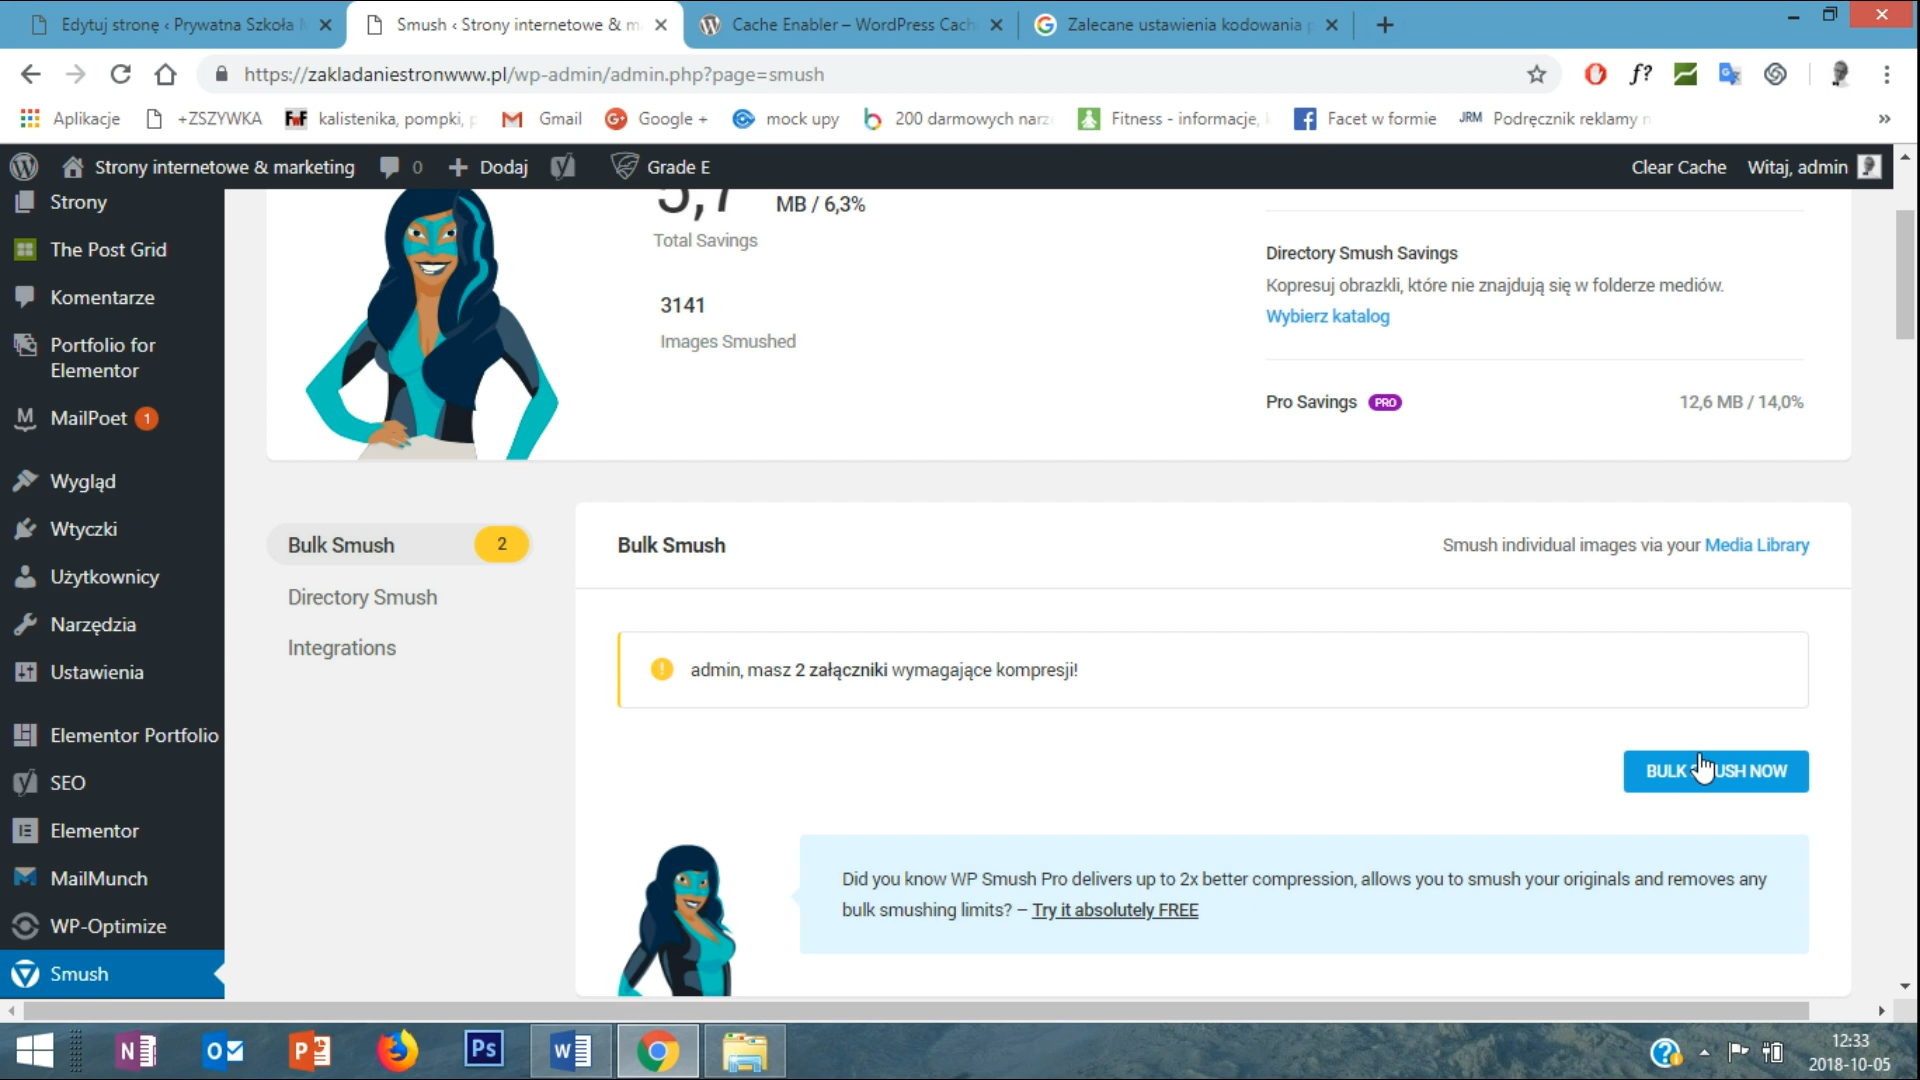 Edytuj stronę ‹ Prywatna Szkoła
Smush ‹ Strony internetowe & m
Cache Enabler – WordPress Cach
Zalecane ustawienia kodowania
https://zakladaniestronwww.pl/wp-admin/admin.php?page=smush
Aplikacje
+ZSZYWKA
FWF kalistenika, pompki, p
Gmail
Google +
mock upy
200 darmowych narz
Fitness - informacje,
Facet w formie
JRM Podręcznik reklamy
Strony internetowe & marketing
0
Dodaj
Grade E
Clear Cache
Witaj, admin
Strony
The Post Grid
Komentarze
Portfolio for
Elementor
MailPoet 1
Wygląd
Wtyczki
Użytkownicy
Narzędzia
Ustawienia
Elementor Portfolio
SEO
Elementor
MailMunch
WP-Optimize
Smush
5,7 MB / 6,3%
Total Savings
3141
Images Smushed
Directory Smush Savings
Kopresuj obrazkli, które nie znajdują się w folderze mediów.
Wybierz katalog
Pro Savings PRO 12,6 MB / 14,0%
Bulk Smush 2
Directory Smush
Integrations
Bulk Smush
Smush individual images via your Media Library
admin, masz 2 załączniki wymagające kompresji!
BULK SMUSH NOW
Did you know WP Smush Pro delivers up to 2x better compression, allows you to smush your originals and removes any
bulk smushing limits? – Try it absolutely FREE
12:33
2018-10-05